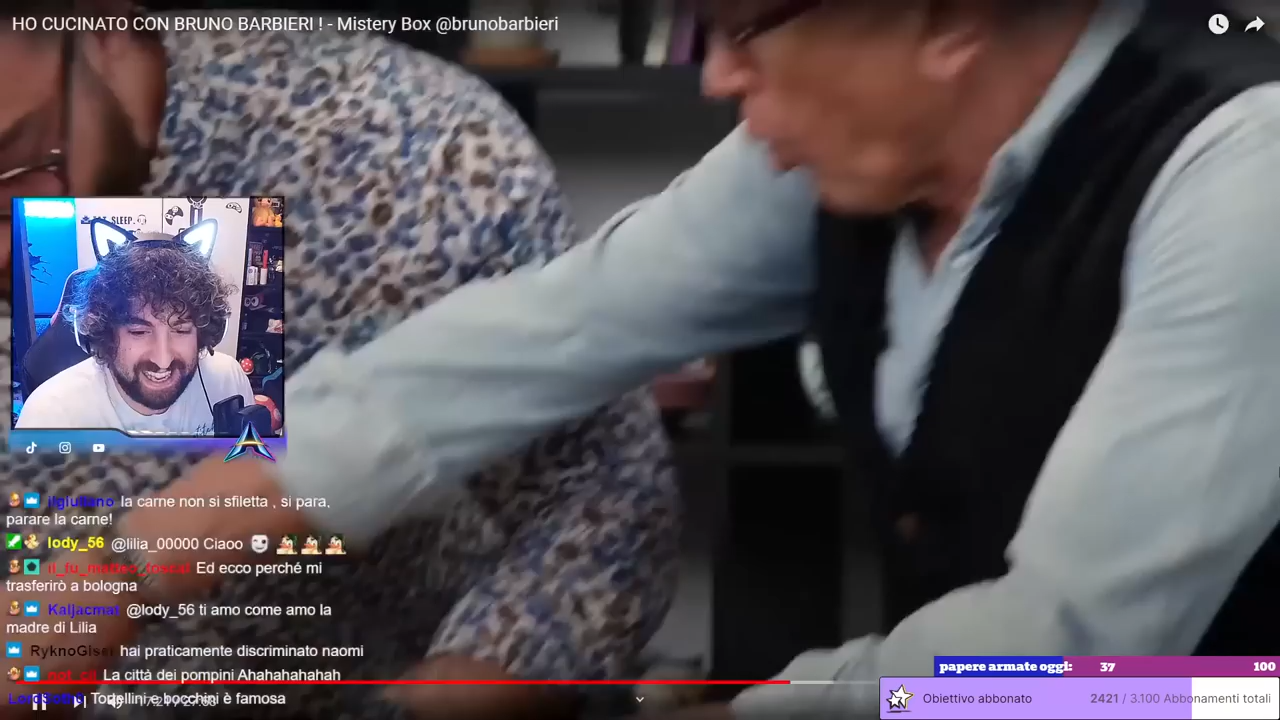 HO CUCINATO CON BRUNO BARBIERI ! - Mistery Box @brunobarbieri
SLEEP
ilgiuliano la carne non si sfiletta , si para,
parare la carne!
lody_56 @lilia_00000 Ciaoo
Ed ecco perché mi
trasferirò a bologna
Kaljacmat @lody_56 ti amo come amo la
madre di Lilia
hai praticamente discriminato naomi
La città dei pompini Ahahahahahah
Tortellini e bocchini è famosa
papere armate oggi: 37 100
Obiettivo abbonato 2421 / 3.100 Abbonamenti totali